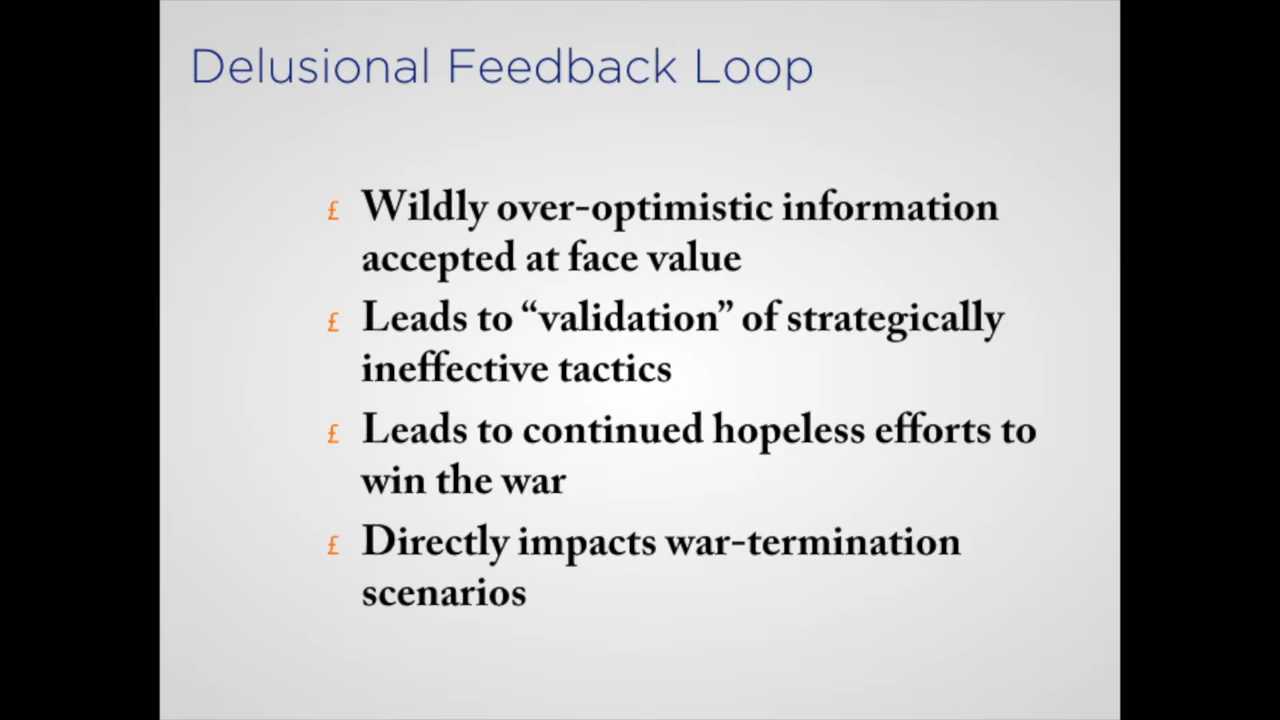 Delusional Feedback Loop
£ Wildly over-optimistic information
accepted at face value
£ Leads to “validation” of strategically
ineffective tactics
£ Leads to continued hopeless efforts to
win the war
£ Directly impacts war-termination
scenarios